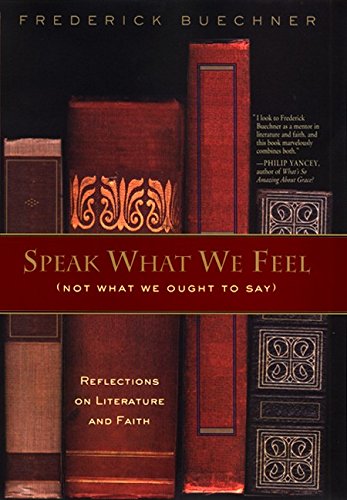 FREDERICK BUECHNER
"I look to Frederick
Buechner as a mentor in
literature and faith, and
this book marvelously
combines both."
—PHILIP YANCEY,
author of What's So
Amazing About Grace?
SPEAK WHAT WE FEEL
(NOT WHAT WE OUGHT TO SAY)
REFLECTIONS
ON LITERATURE
AND FAITH